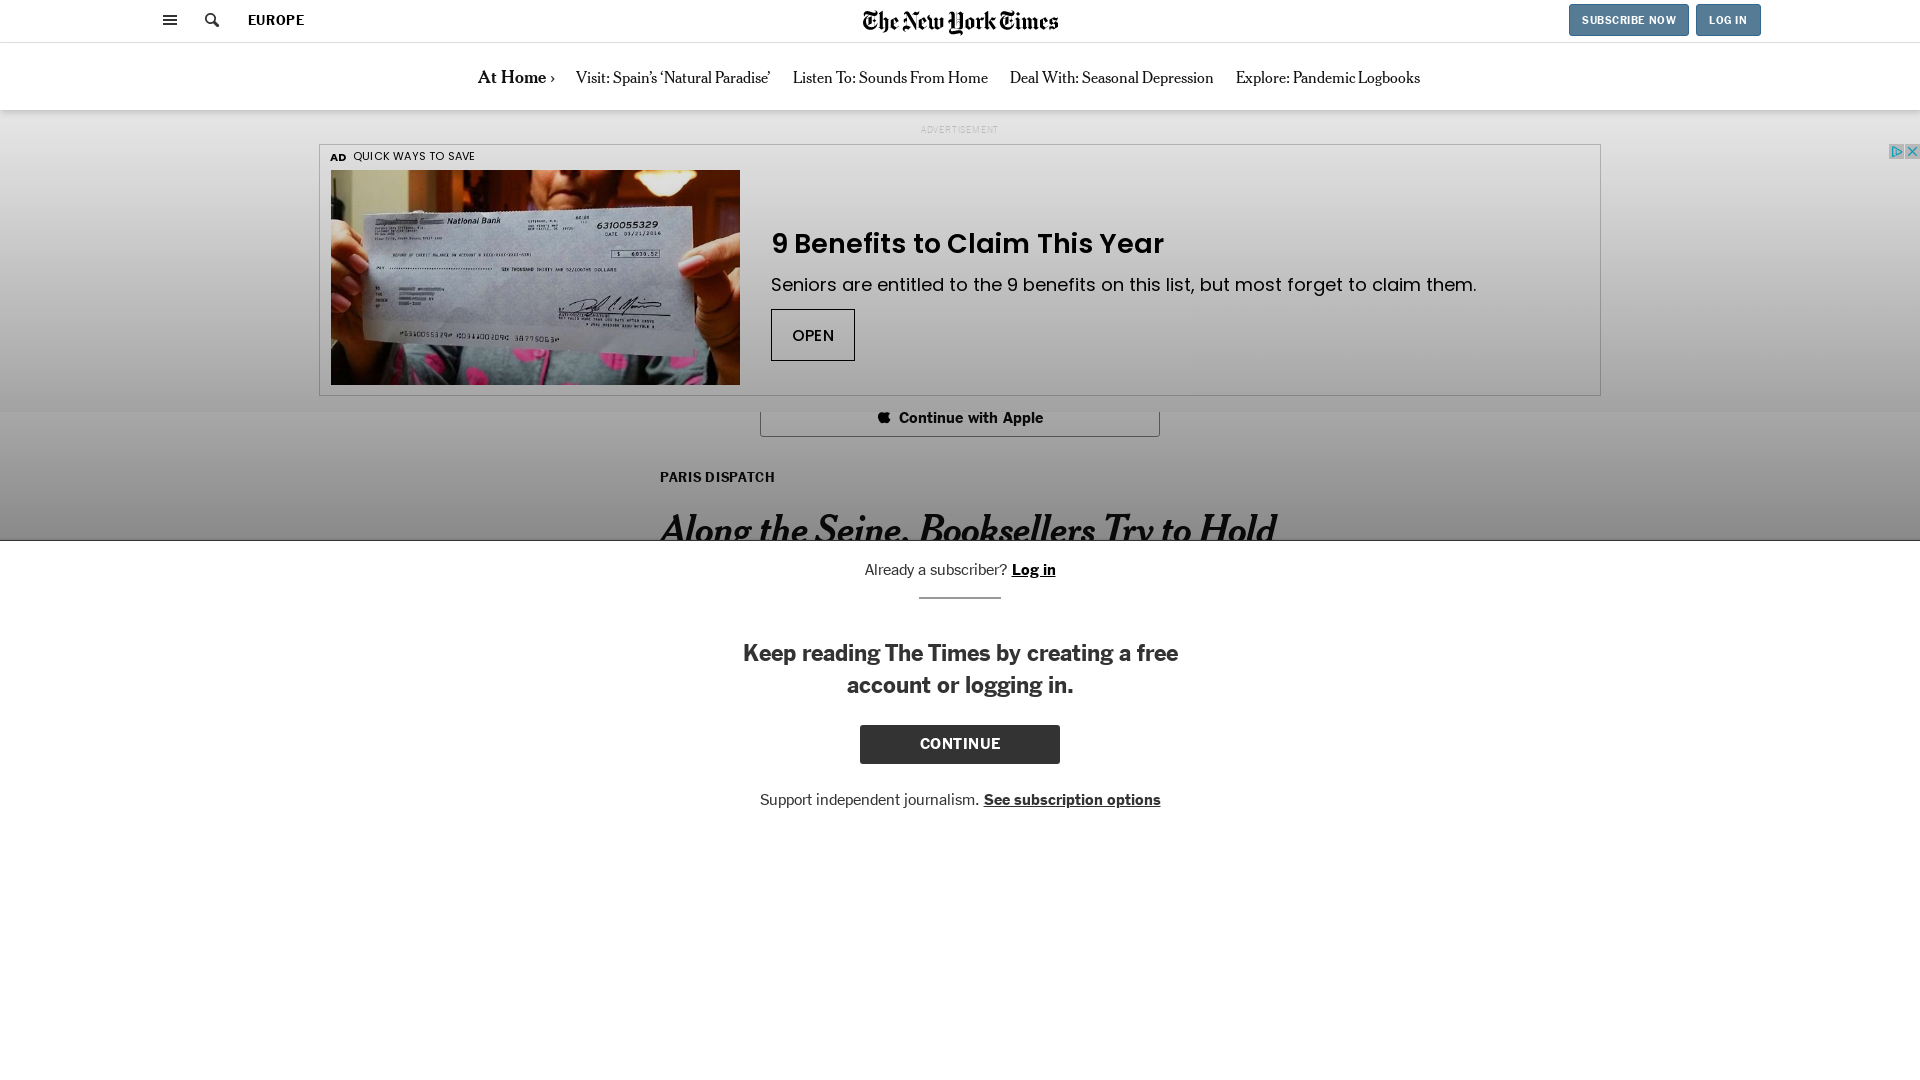 EUROPE
The New York Times
SUBSCRIBE NOW
LOG IN
At Home ›
Visit: Spain’s ‘Natural Paradise’
Listen To: Sounds From Home
Deal With: Seasonal Depression
Explore: Pandemic Logbooks
ADVERTISEMENT
AD QUICK WAYS TO SAVE
National Bank
6310055329
9 Benefits to Claim This Year
Seniors are entitled to the 9 benefits on this list, but most forget to claim them.
OPEN
Continue with Apple
PARIS DISPATCH
Along the Seine, Booksellers Try to Hold
Already a subscriber? Log in
Keep reading The Times by creating a free
account or logging in.
CONTINUE
Support independent journalism. See subscription options